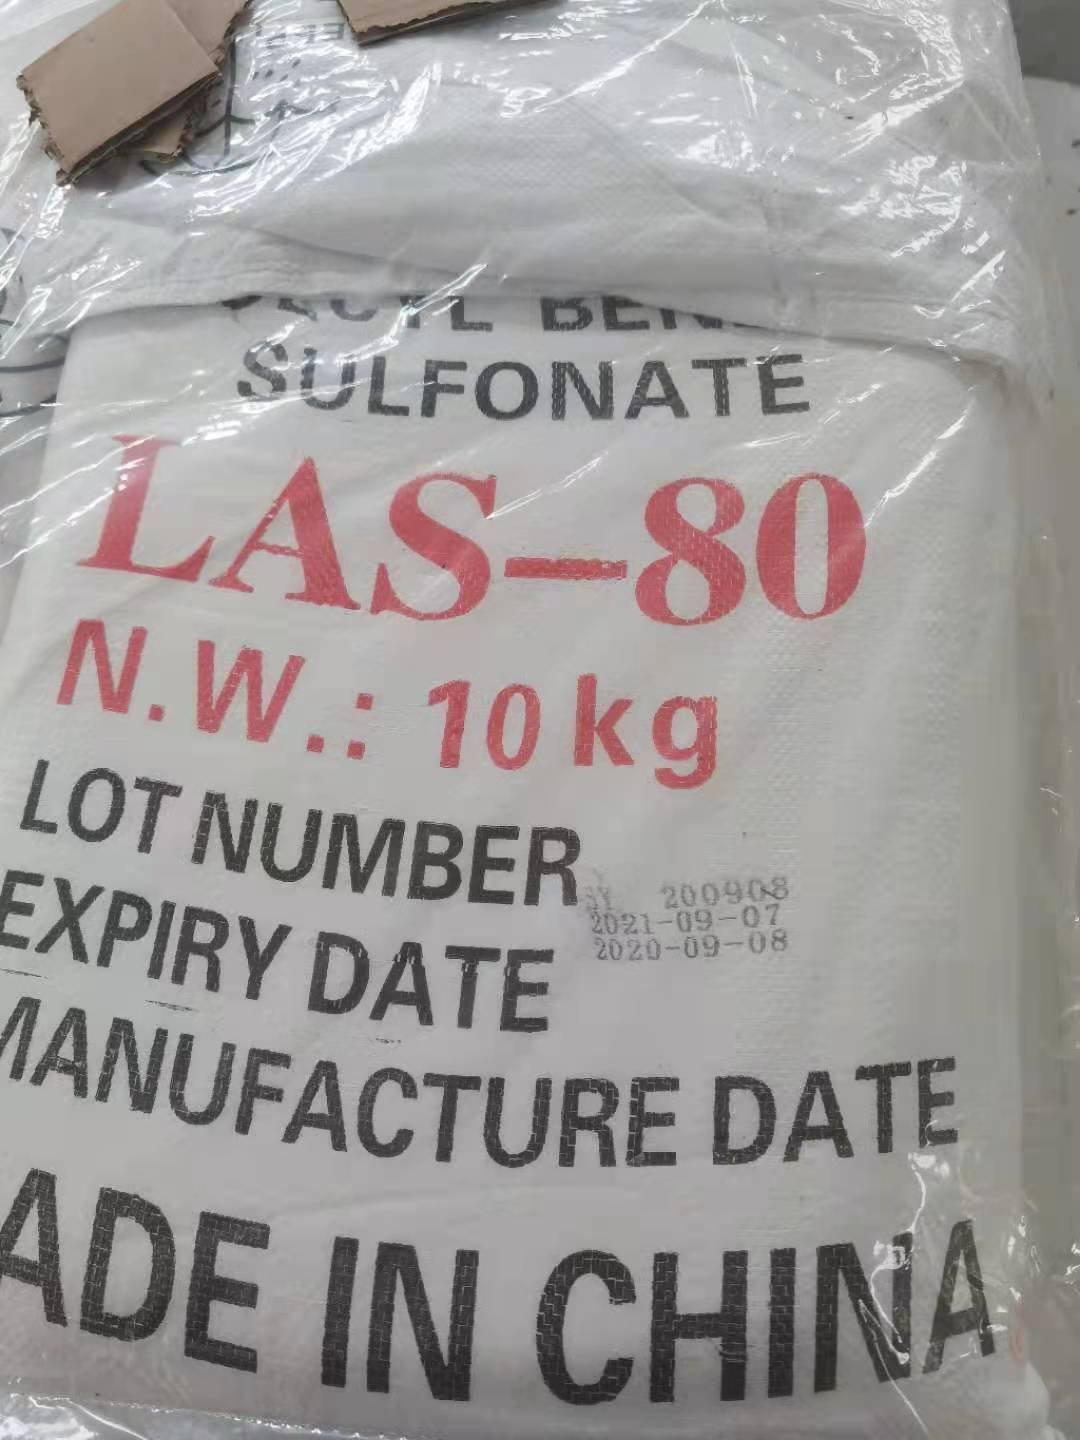 SULFONATE
LAS-80
N.W.: 10kg
LOT NUMBER
200908
EXPIRY DATE
2021-09-07
2020-09-08
MANUFACTURE DATE
ADE IN CHINA